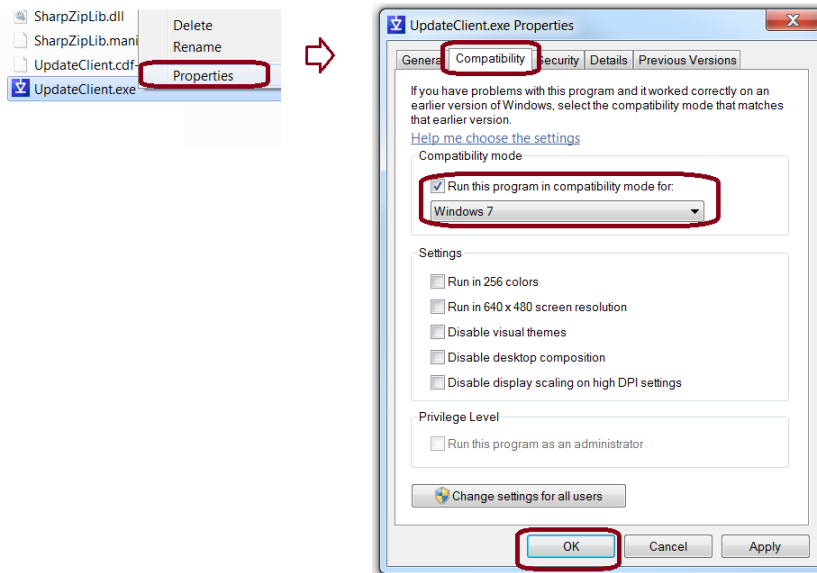 SharpZipLib.dll
SharpZipLib.mani
UpdateClient.cdf-
UpdateClient.exe
Delete
Rename
Properties
UpdateClient.exe Properties
General Compatibility Security Details Previous Versions
If you have problems with this program and it worked correctly on an
earlier version of Windows, select the compatibility mode that matches
that earlier version.
Help me choose the settings
Compatibility mode
Run this program in compatibility mode for:
Windows 7
Settings
Run in 256 colors
Run in 640 x 480 screen resolution
Disable visual themes
Disable desktop composition
Disable display scaling on high DPI settings
Privilege Level
Run this program as an administrator
Change settings for all users
OK Cancel Apply